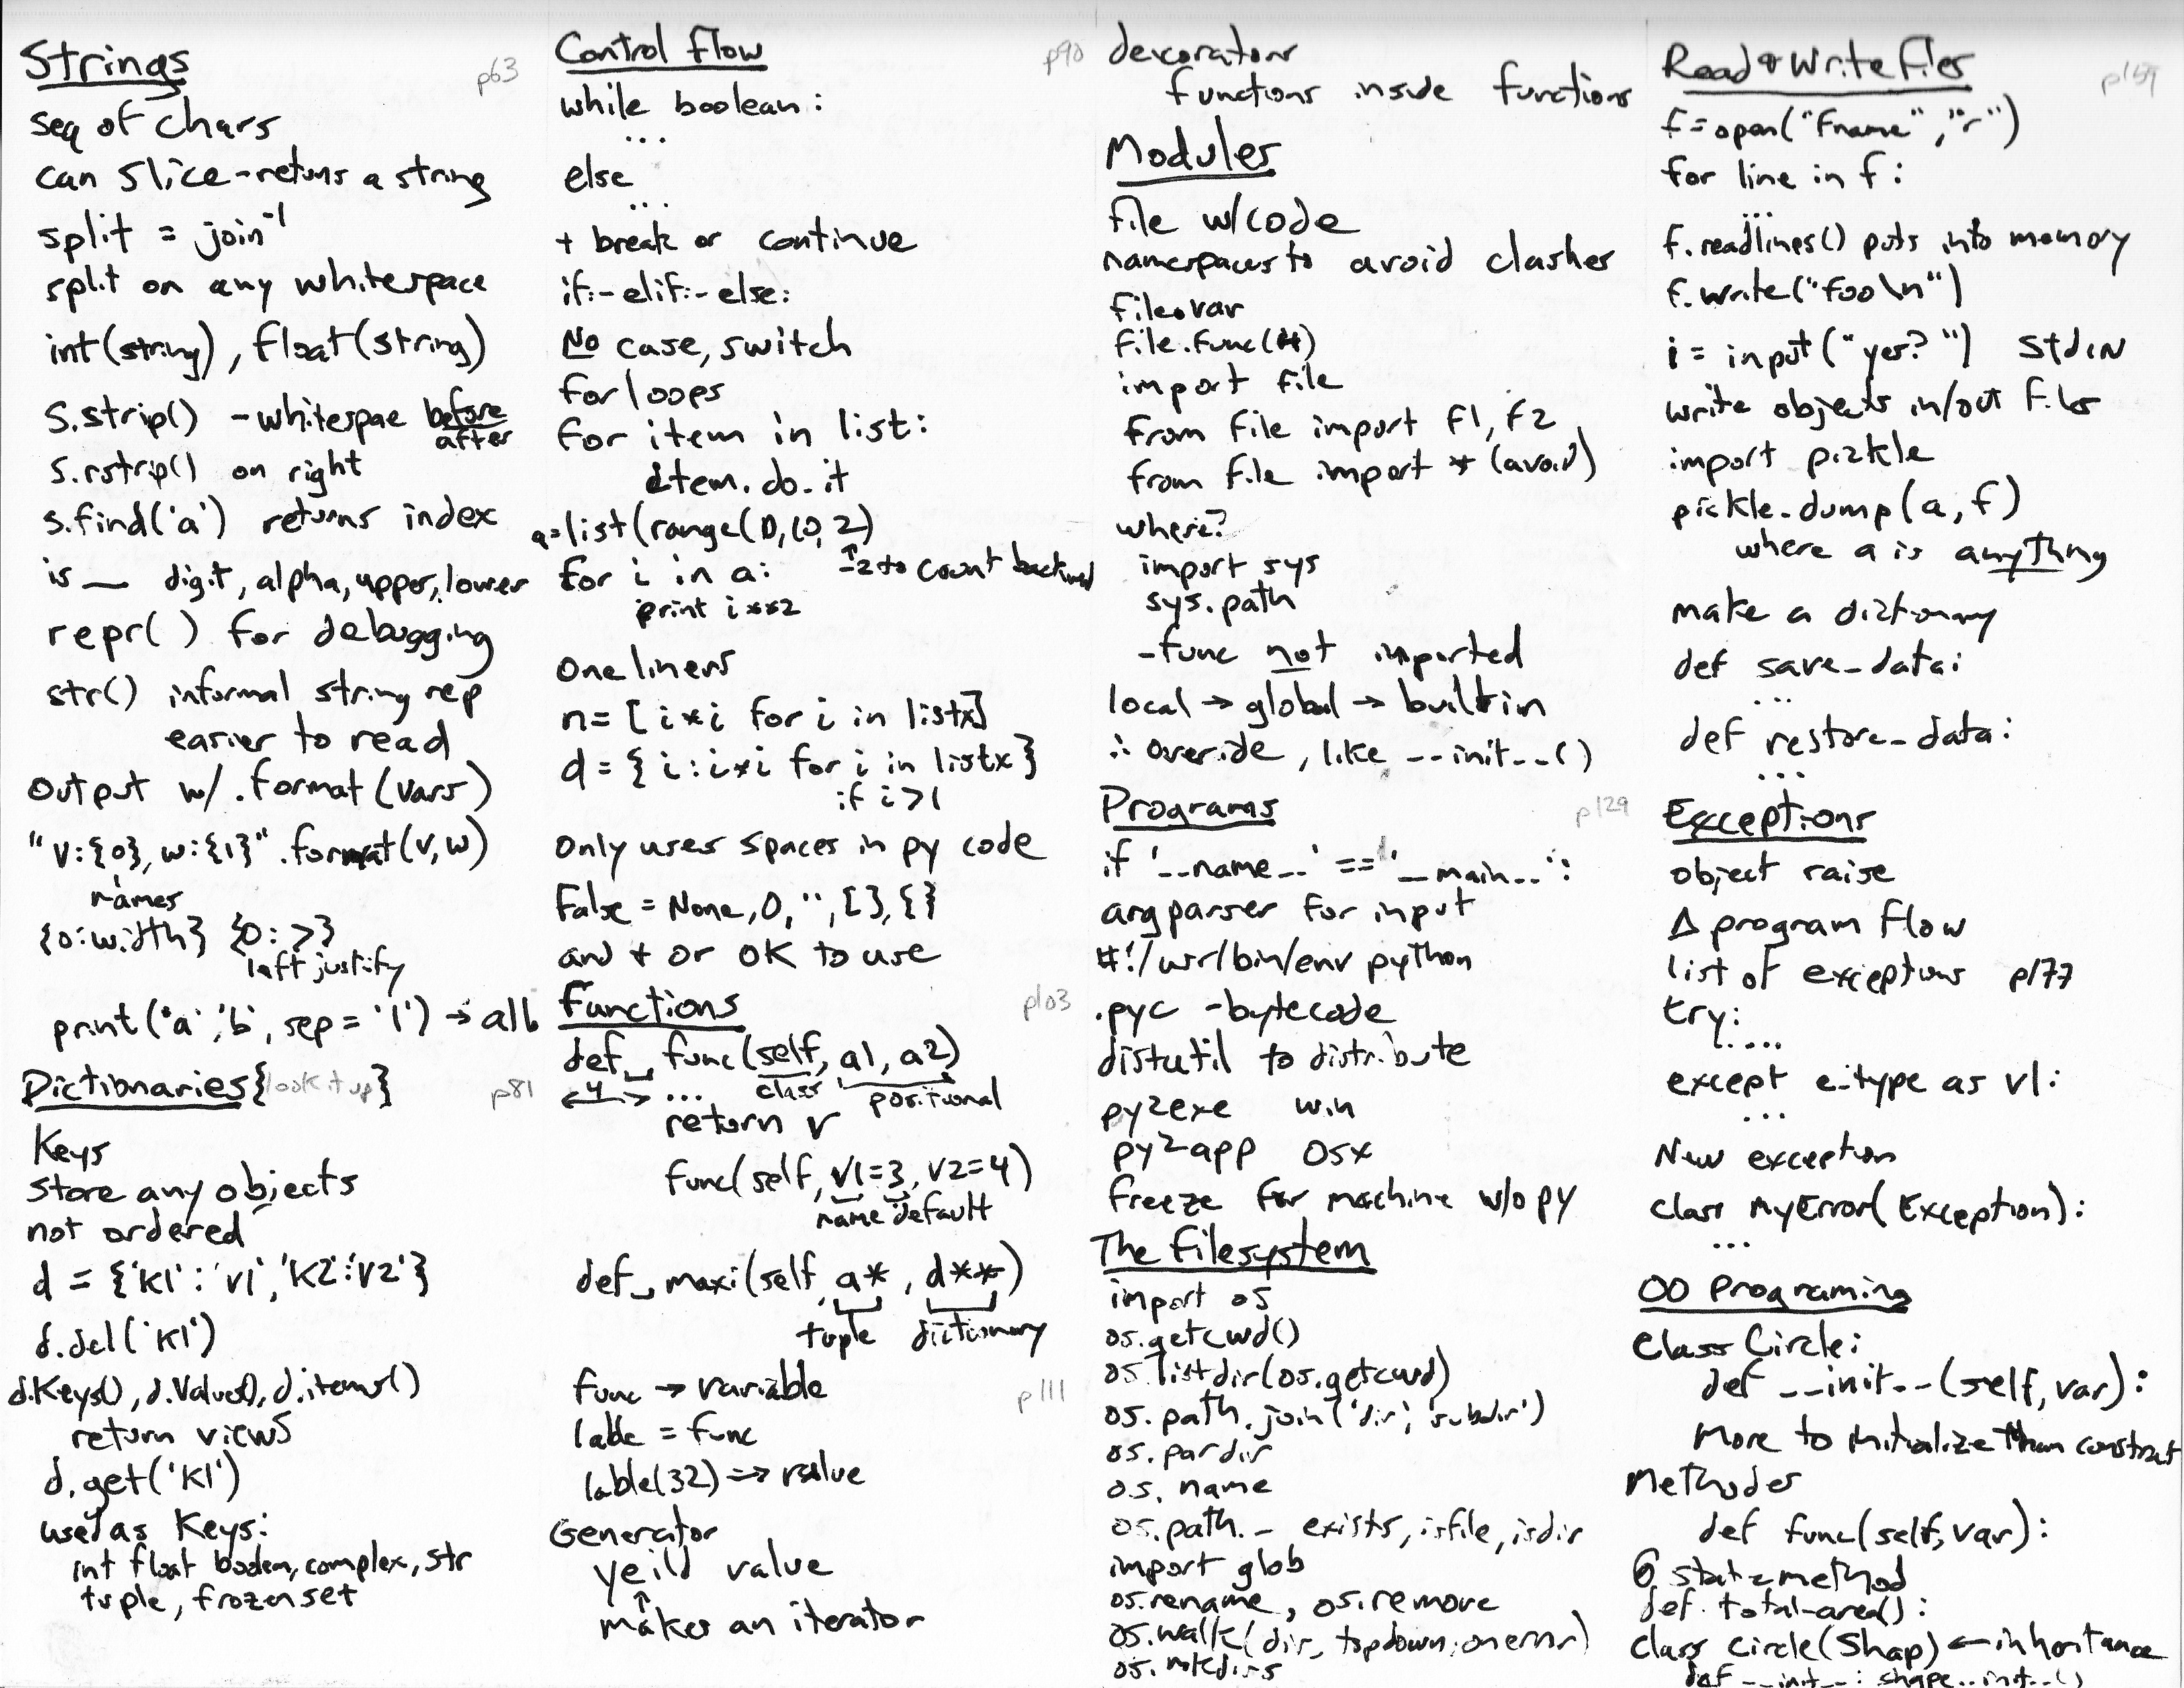 Strings p63
seq of chars
can slice - retuns a string
split = join⁻¹
split on any whitespace
int(string), float(string)
S.strip() - whitespae before
after
S.rstrip() on right
s.find('a') returns index
is __ digit, alpha, upper, lower
repr( ) for debugging
str() informal string rep
easier to read
Output w/ .format(vars)
"V:{0}, w:{1}".format(v,w)
names
{0:width} {0:>}
left justify
print('a','b', sep='|') → a|b
Dictionaries {look it up} p81
Keys
Store any objects
not ordered
d = {'K1':'v1','K2':'v2'}
d.del('K1')
d.Keys(), d.Values(), d.items()
return views
d.get('K1')
used as Keys:
int float boolean, complex, str
tuple, frozenset
Control Flow p90
while boolean:
...
else
...
+ break or continue
if:- elif:- else:
No case, switch
for loops
for item in list:
item.do.it
a=list(range(0,10,2)
↑
-2 to count backward
for i in a:
print i**2
One liners
n= [i*i for i in listx]
d= {i:i*i for i in listx}
if i>1
Only uses spaces in py code
False = None, 0, '', [], {}
and + or OK to use
Functions p103
def_ func(self, a1, a2)
class positional
←4→ ...
return v
func(self, v1=3, v2=4)
name default
def_ maxi(self, a*, d**)
tuple dictionary
func → variable p111
lable = func
lable(32) => value
Generator
yeild value
↑
makes an iterator
decorators
functions inside functions
Modules
file w/code
namespaces to avoid clashes
file.var
file.func(#)
import file
from file import f1, f2
from file import * (avoid)
where?
import sys
sys.path
-func not imported
local → global → builtin
∴ override, like __init__()
Programs p129
if '__name__' == '__main__':
argparser for input
#!/usr/bin/env python
.pyc - bytecode
distutil to distribute
py2exe win
py2app OSX
freeze for machine w/o py
The Filesystem
import os
os.getcwd()
os.listdir(os.getcwd)
os.path.join('dir','subdir')
os.pardir
os.name
os.path._ exists, isfile, isdir
import glob
os.rename, os.remove
os.walk(dir, topdown, onerror)
os.mkdirs
Read & Write Files p159
f=open("Fname","r")
for line in f:
...
f.readlines() puts into memory
f.write("foo\n")
i = input("yes?") StdIN
write objects in/out files
import pickle
pickle.dump(a,f)
where a is anything
make a dictionary
def save_data:
...
def restore_data:
...
Exceptions
object raise
Δ program flow
list of exceptions p177
try:
....
except e_type as v1:
...
New exception
class MyError(Exception):
...
OO Programing
Class Circle:
def __init__(self, var):
More to initialize than construct
Methodes
def func(self, var):
@ staticmethod
def total_area():
class Circle(Shap) ← inheritance
def __init__: shape.__init__()